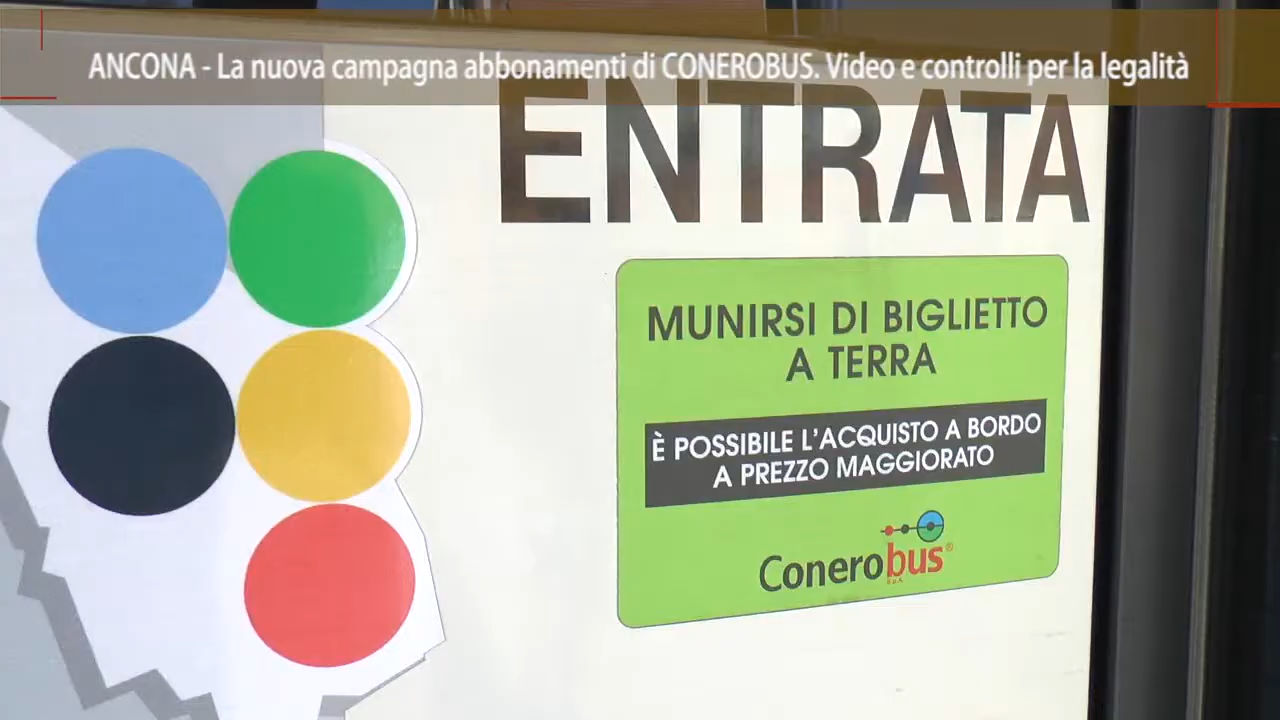 ANCONA - La nuova campagna abbonamenti di CONEROBUS. Video e controlli per la legalità
ENTRATA
MUNIRSI DI BIGLIETTO
A TERRA
È POSSIBILE L'ACQUISTO A BORDO
A PREZZO MAGGIORATO
Conerobus®
S.p.A.